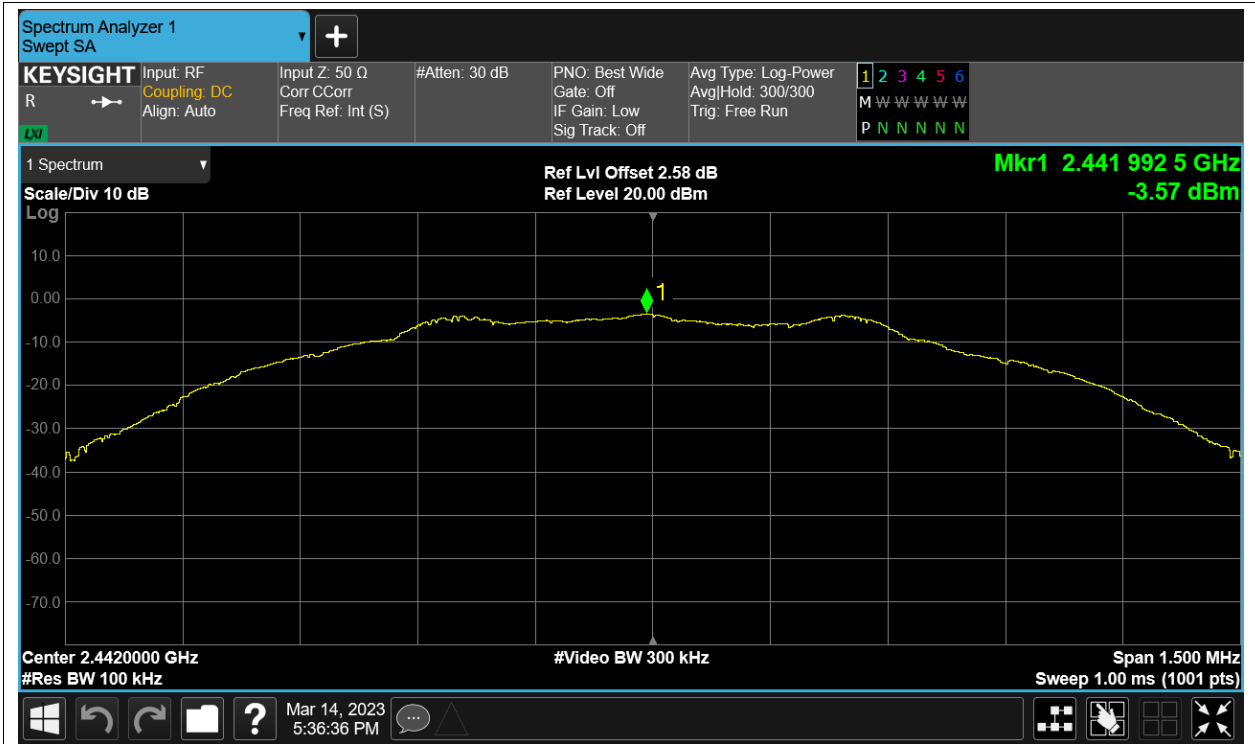 Spectrum Analyzer 1
Swept SA
KEYSIGHT
R
LXI
Input: RF
Coupling: DC
Align: Auto
Input Z: 50 Ω
Corr CCorr
Freq Ref: Int (S)
#Atten: 30 dB
PNO: Best Wide
Gate: Off
IF Gain: Low
Sig Track: Off
Avg Type: Log-Power
Avg|Hold: 300/300
Trig: Free Run
1 2 3 4 5 6
M W W W W W
P N N N N N
1 Spectrum
Scale/Div 10 dB
Ref Lvl Offset 2.58 dB
Ref Level 20.00 dBm
Mkr1 2.441 992 5 GHz
-3.57 dBm
Log
10.0
0.00
-10.0
-20.0
-30.0
-40.0
-50.0
-60.0
-70.0
1
Center 2.4420000 GHz
#Res BW 100 kHz
#Video BW 300 kHz
Span 1.500 MHz
Sweep 1.00 ms (1001 pts)
?
Mar 14, 2023
5:36:36 PM